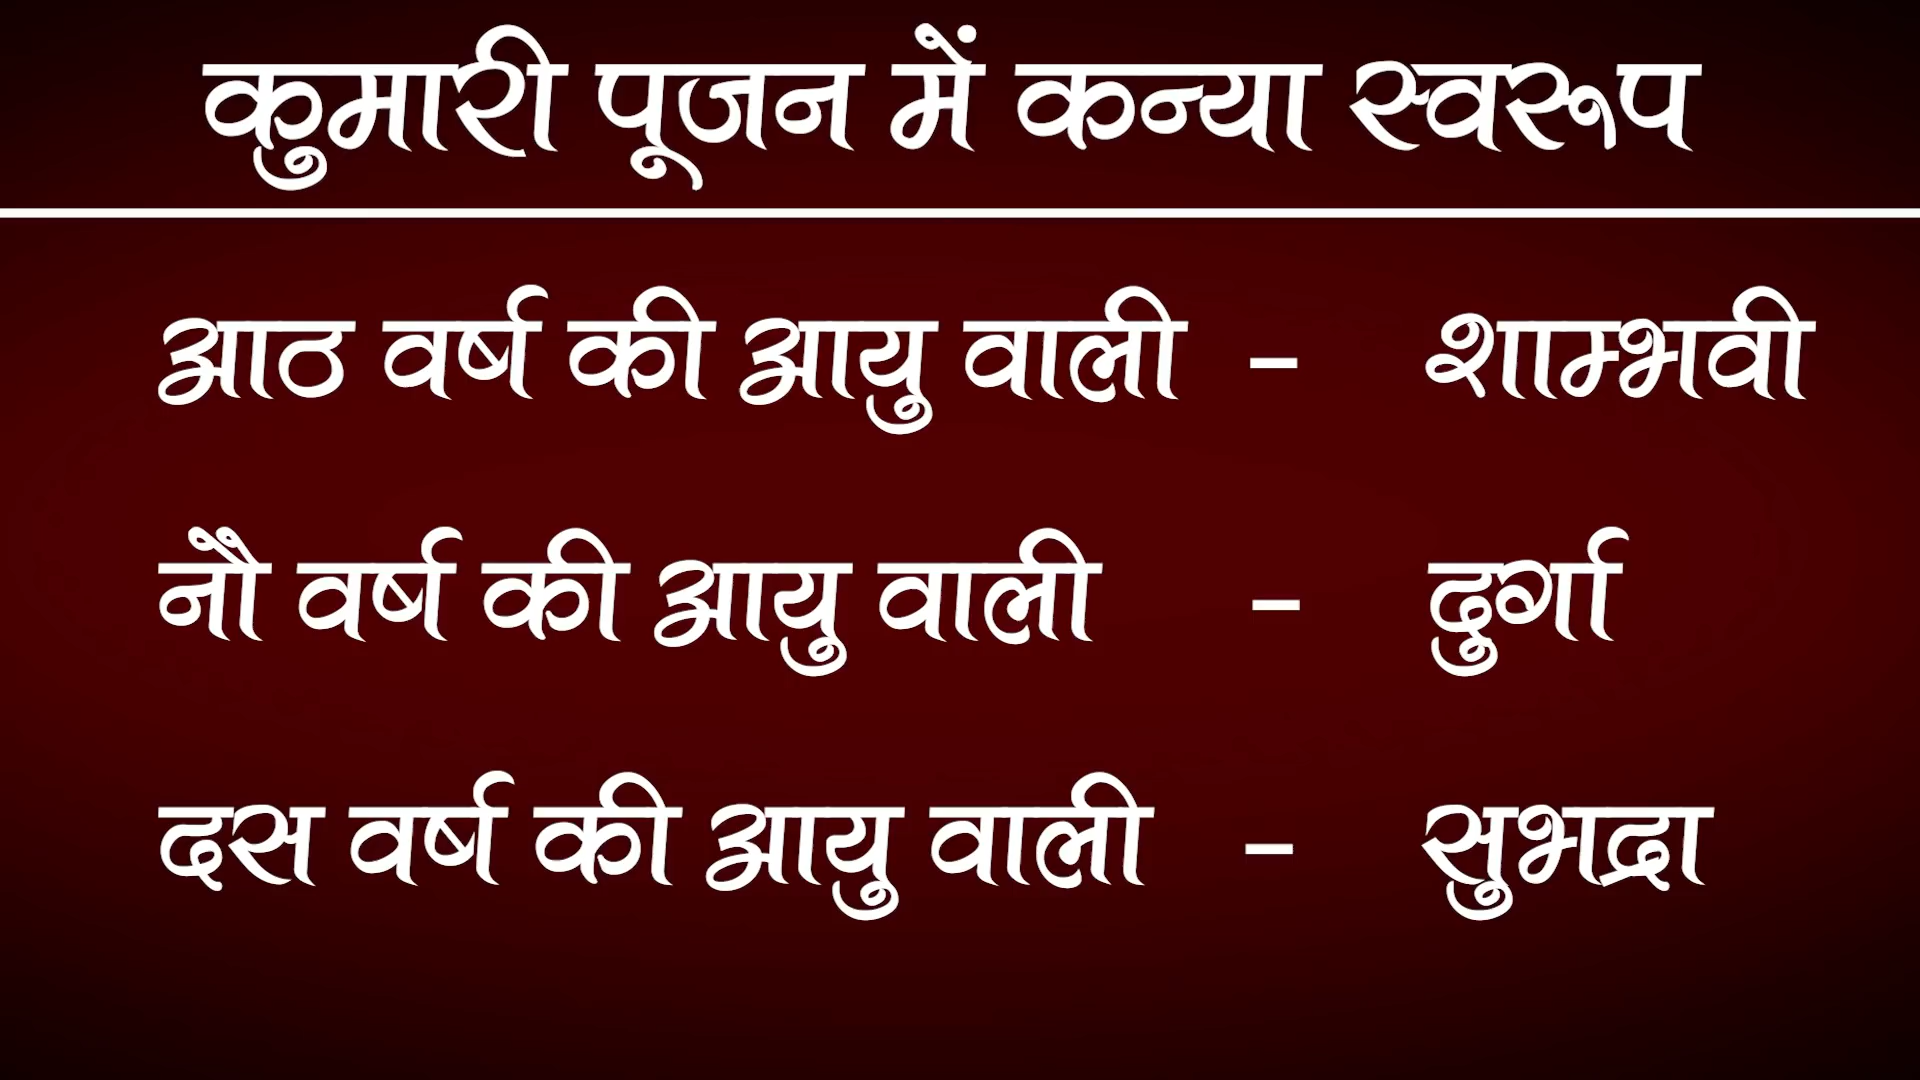 कुमारी पूजन में कन्या स्वरूप
आठ वर्ष की आयु वाली - शाम्भवी
नौ वर्ष की आयु वाली - दुर्गा
दस वर्ष की आयु वाली - सुभद्रा